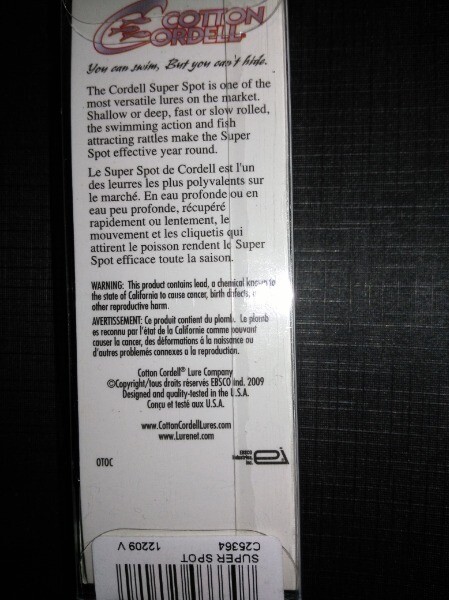 COTTON
CORDELL
You can swim, But you can't hide.
The Cordell Super Spot is one of the
most versatile lures on the market.
Shallow or deep, fast or slow rolled,
the swimming action and fish
attracting rattles make the Super
Spot effective year round.
Le Super Spot de Cordell est l'un
des leurres les plus polyvalents sur
le marché. En eau profonde ou en
eau peu profonde, récupéré
rapidement ou lentement, le
mouvement et les cliquetis qui
attirent le poisson rendent le Super
Spot efficace toute la saison.
WARNING: This product contains lead, a chemical known to
the state of California to cause cancer, birth defects,
other reproductive harm.
AVERTISSEMENT: Ce produit contient du plomb. Le plomb
es reconnu par l'état de la Californie comme pouvant
causer la cancer, des déformations à la naissance ou
d'autres problémes connexes a la reproduction.
Cotton Cordell® Lure Company
©Copyright/tous droits réservés EBSCO Ind. 2009
Designed and quality-tested in the U.S.A.
Conçu et testé aux U.S.A.
www.CottonCordellLures.com
www.Lurenet.com
OTOC
EBSCO
Industries,
Inc.
SUPER SPOT
C25364 12209 V